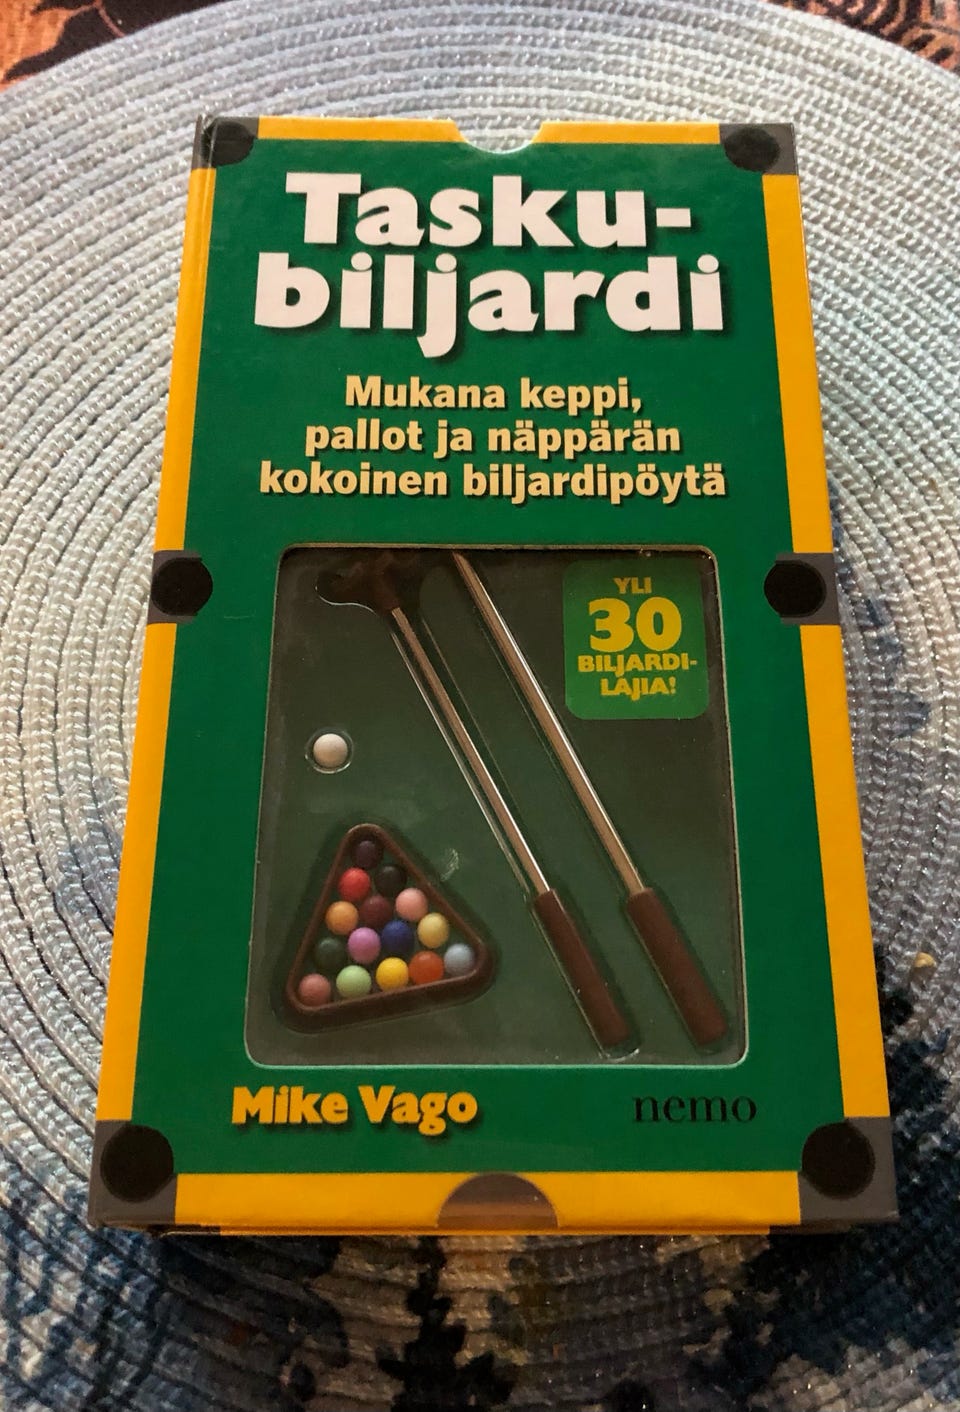 Tasku-
biljardi
Mukana keppi,
pallot ja näppärän
kokoinen biljardipöytä
YLI
30
BILJARDI-
LAJIA!
Mike Vago
nemo